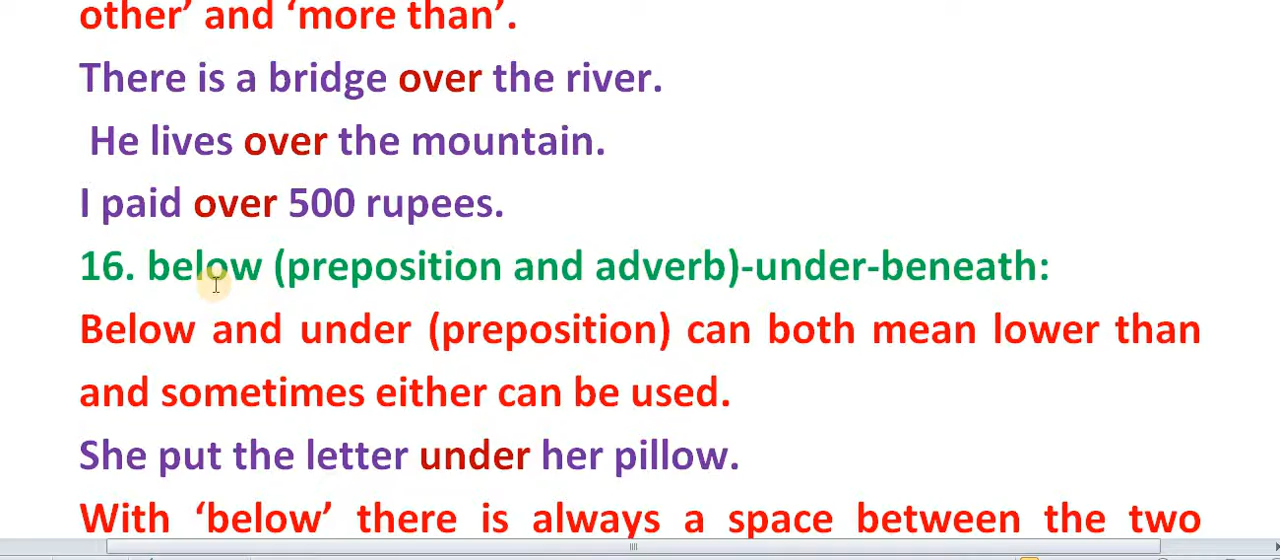 other’ and ‘more than’.
There is a bridge over the river.
He lives over the mountain.
I paid over 500 rupees.
16. below (preposition and adverb)-under-beneath:
Below and under (preposition) can both mean lower than
and sometimes either can be used.
She put the letter under her pillow.
With ‘below’ there is always a space between the two